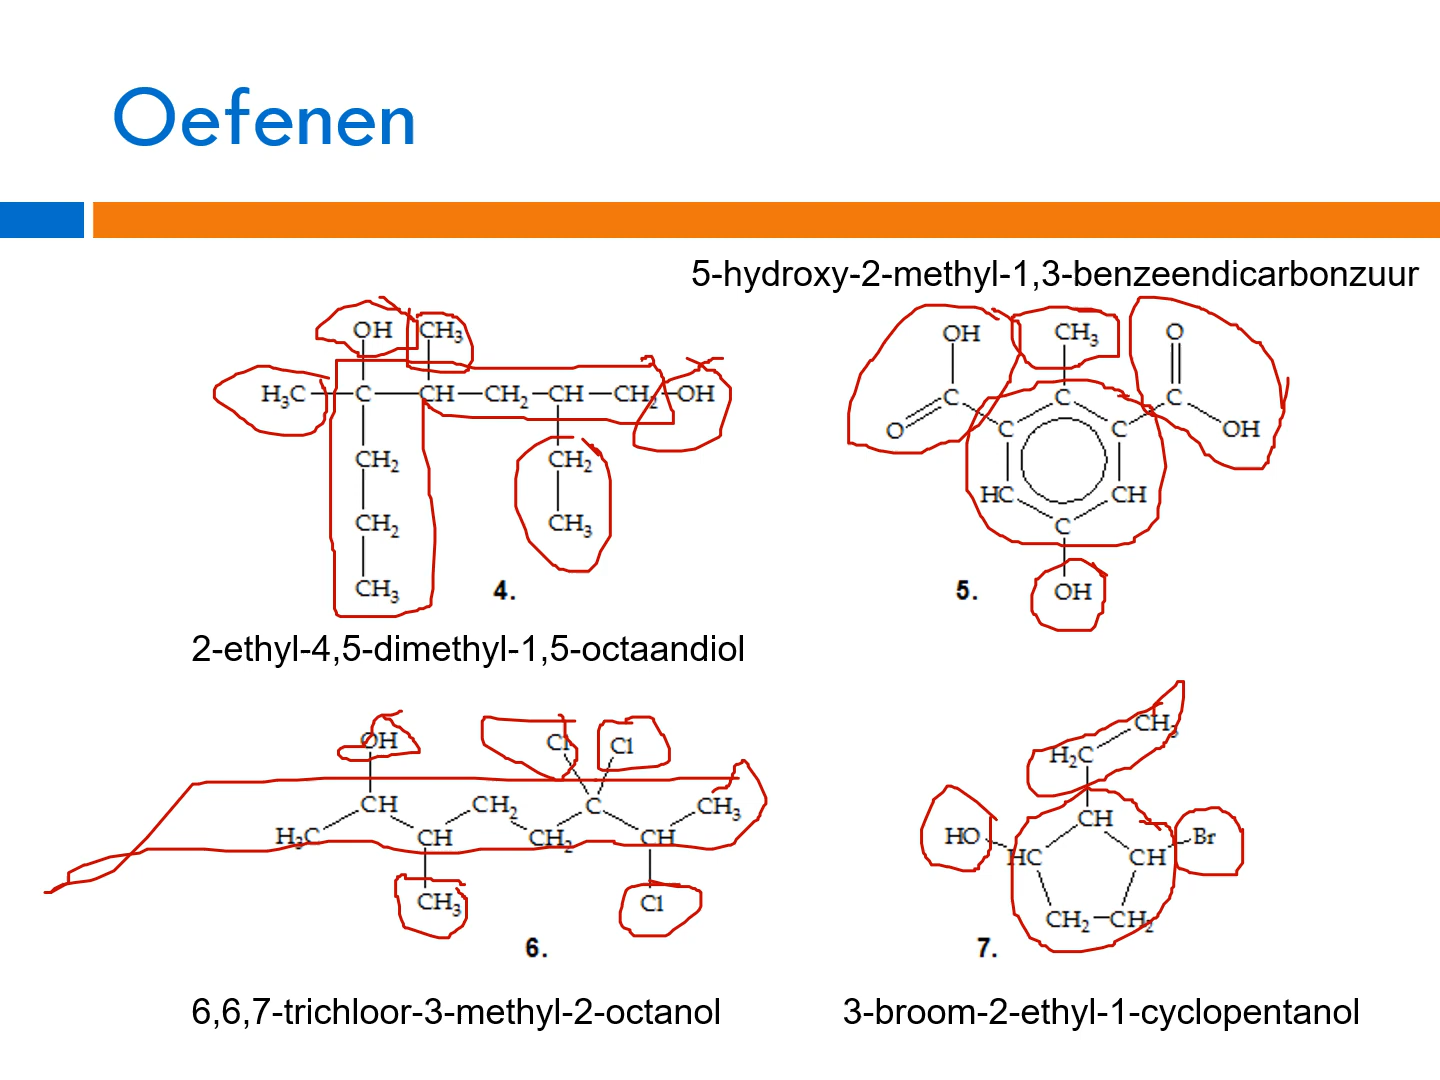 Oefenen
5-hydroxy-2-methyl-1,3-benzeendicarbonzuur
OH CH₃
H₃C C CH CH₂ CH CH₂ OH
CH₂ CH₂
CH₂ CH₃
CH₃
4.
2-ethyl-4,5-dimethyl-1,5-octaandiol
OH CH₃ O
C C C
O C C OH
HC CH
C
OH
5.
OH Cl Cl
CH CH₂ C CH₃
H₃C CH CH₂ CH
CH₃ Cl
6.
6,6,7-trichloor-3-methyl-2-octanol
CH₃
H₂C
CH
HO HC CH Br
CH₂ CH₂
7.
3-broom-2-ethyl-1-cyclopentanol